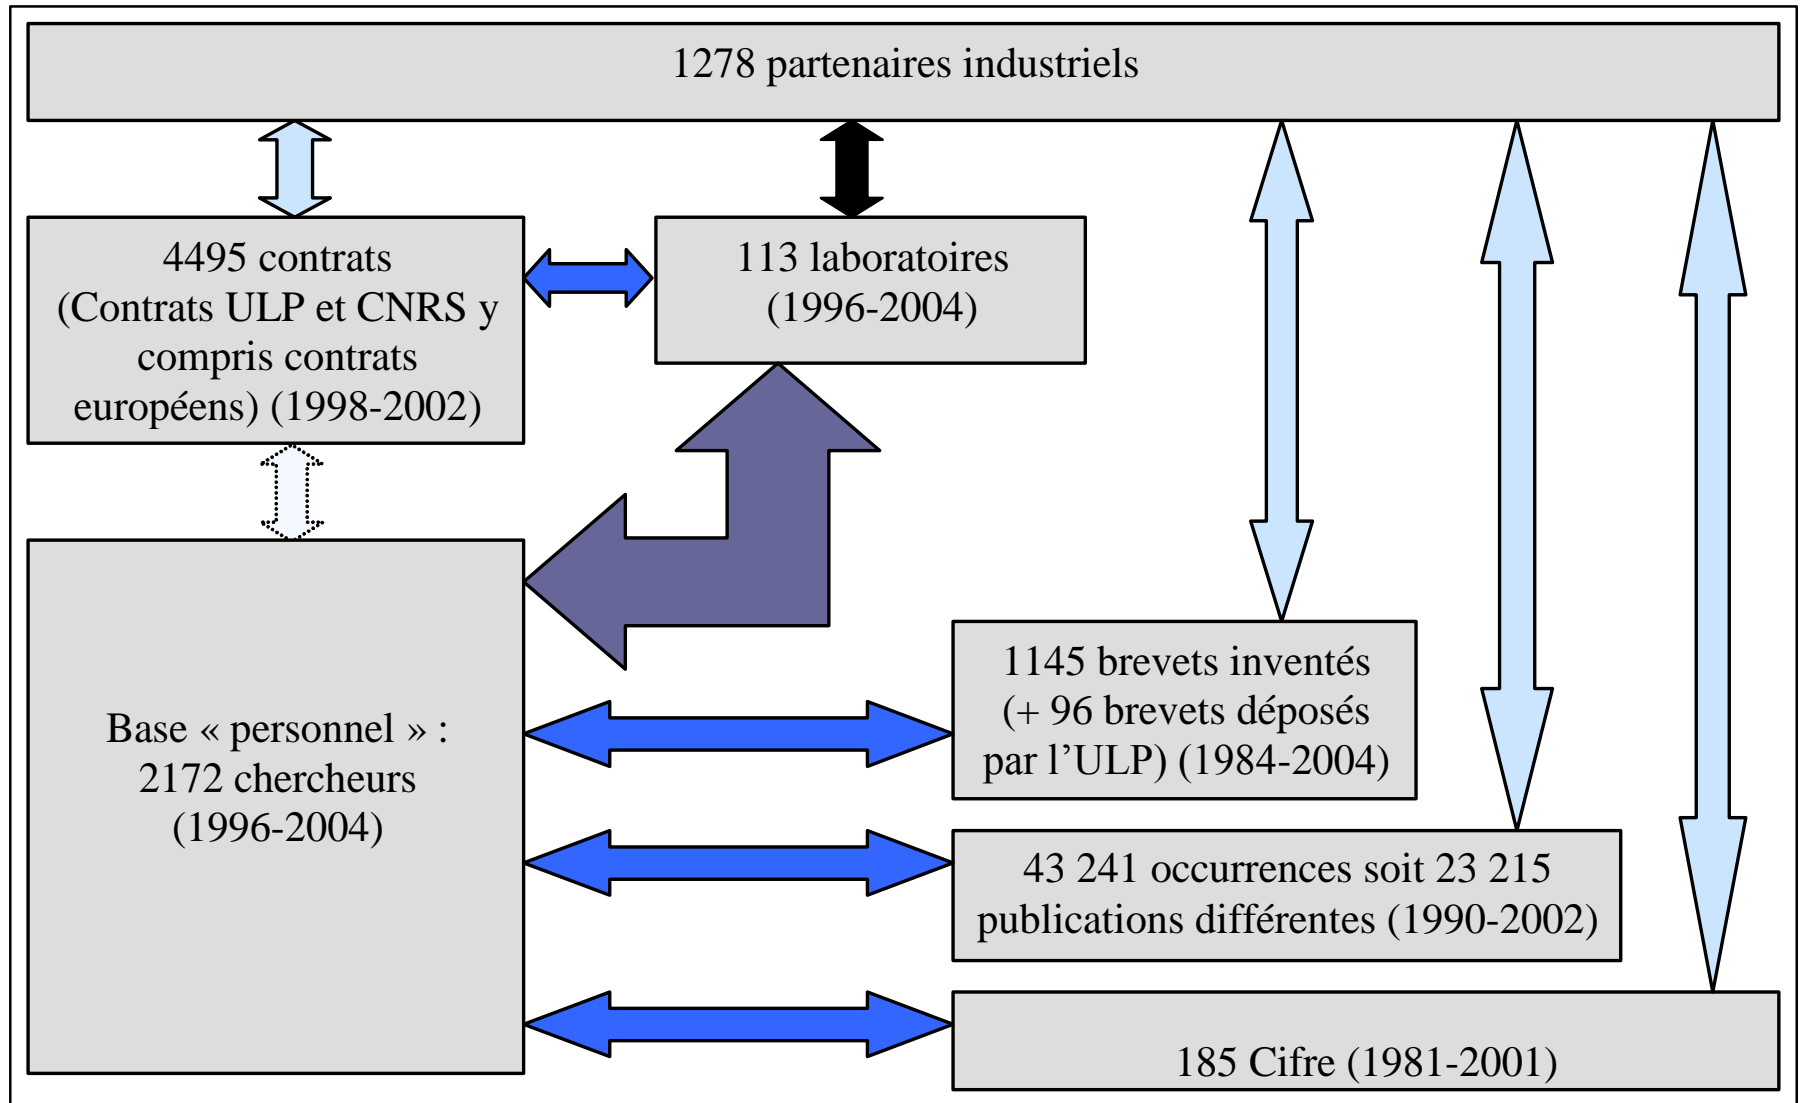 1278 partenaires industriels
4495 contrats
(Contrats ULP et CNRS y
compris contrats
européens) (1998-2002)
113 laboratoires
(1996-2004)
Base « personnel » :
2172 chercheurs
(1996-2004)
1145 brevets inventés
(+ 96 brevets déposés
par l’ULP) (1984-2004)
43 241 occurrences soit 23 215
publications différentes (1990-2002)
185 Cifre (1981-2001)